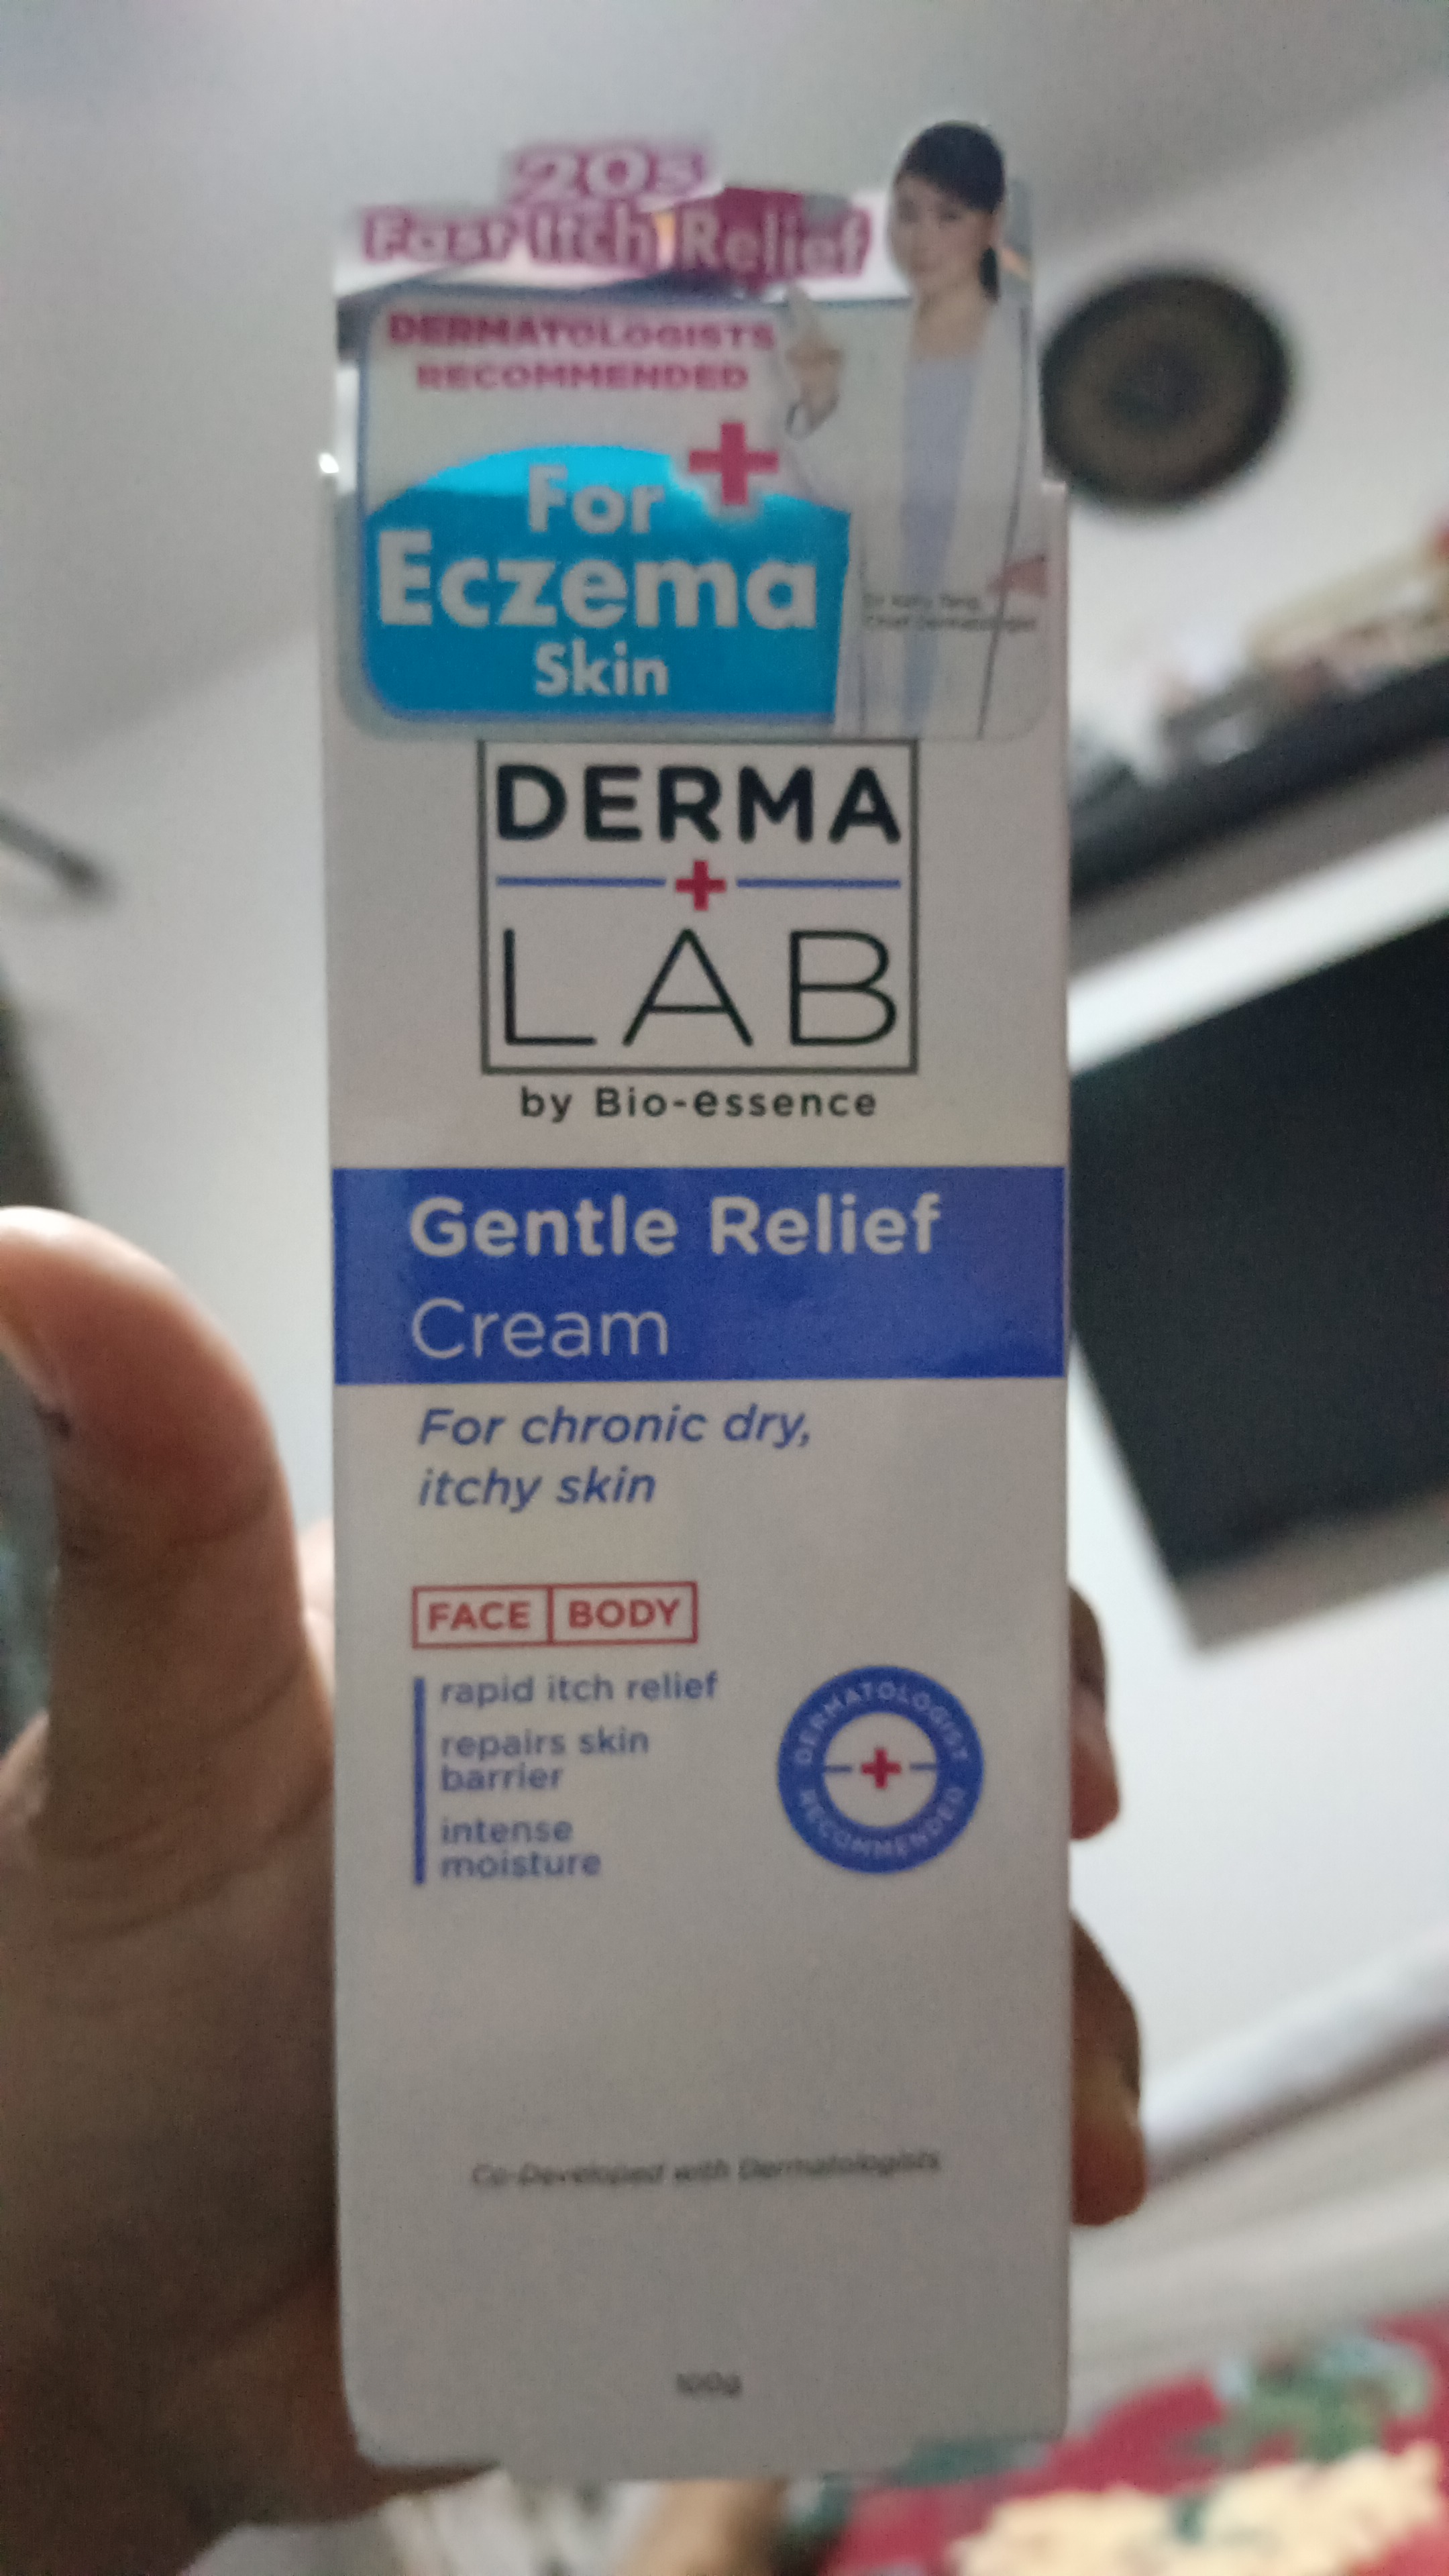 20s
Fast Itch Relief
DERMATOLOGISTS
RECOMMENDED
For
Eczema
Skin
DERMA
LAB
by Bio-essence
Gentle Relief
Cream
For chronic dry,
itchy skin
FACE BODY
rapid itch relief
repairs skin
barrier
intense
moisture
DERMATOLOGIST
RECOMMENDED
Co-Developed with Dermatologists
100g